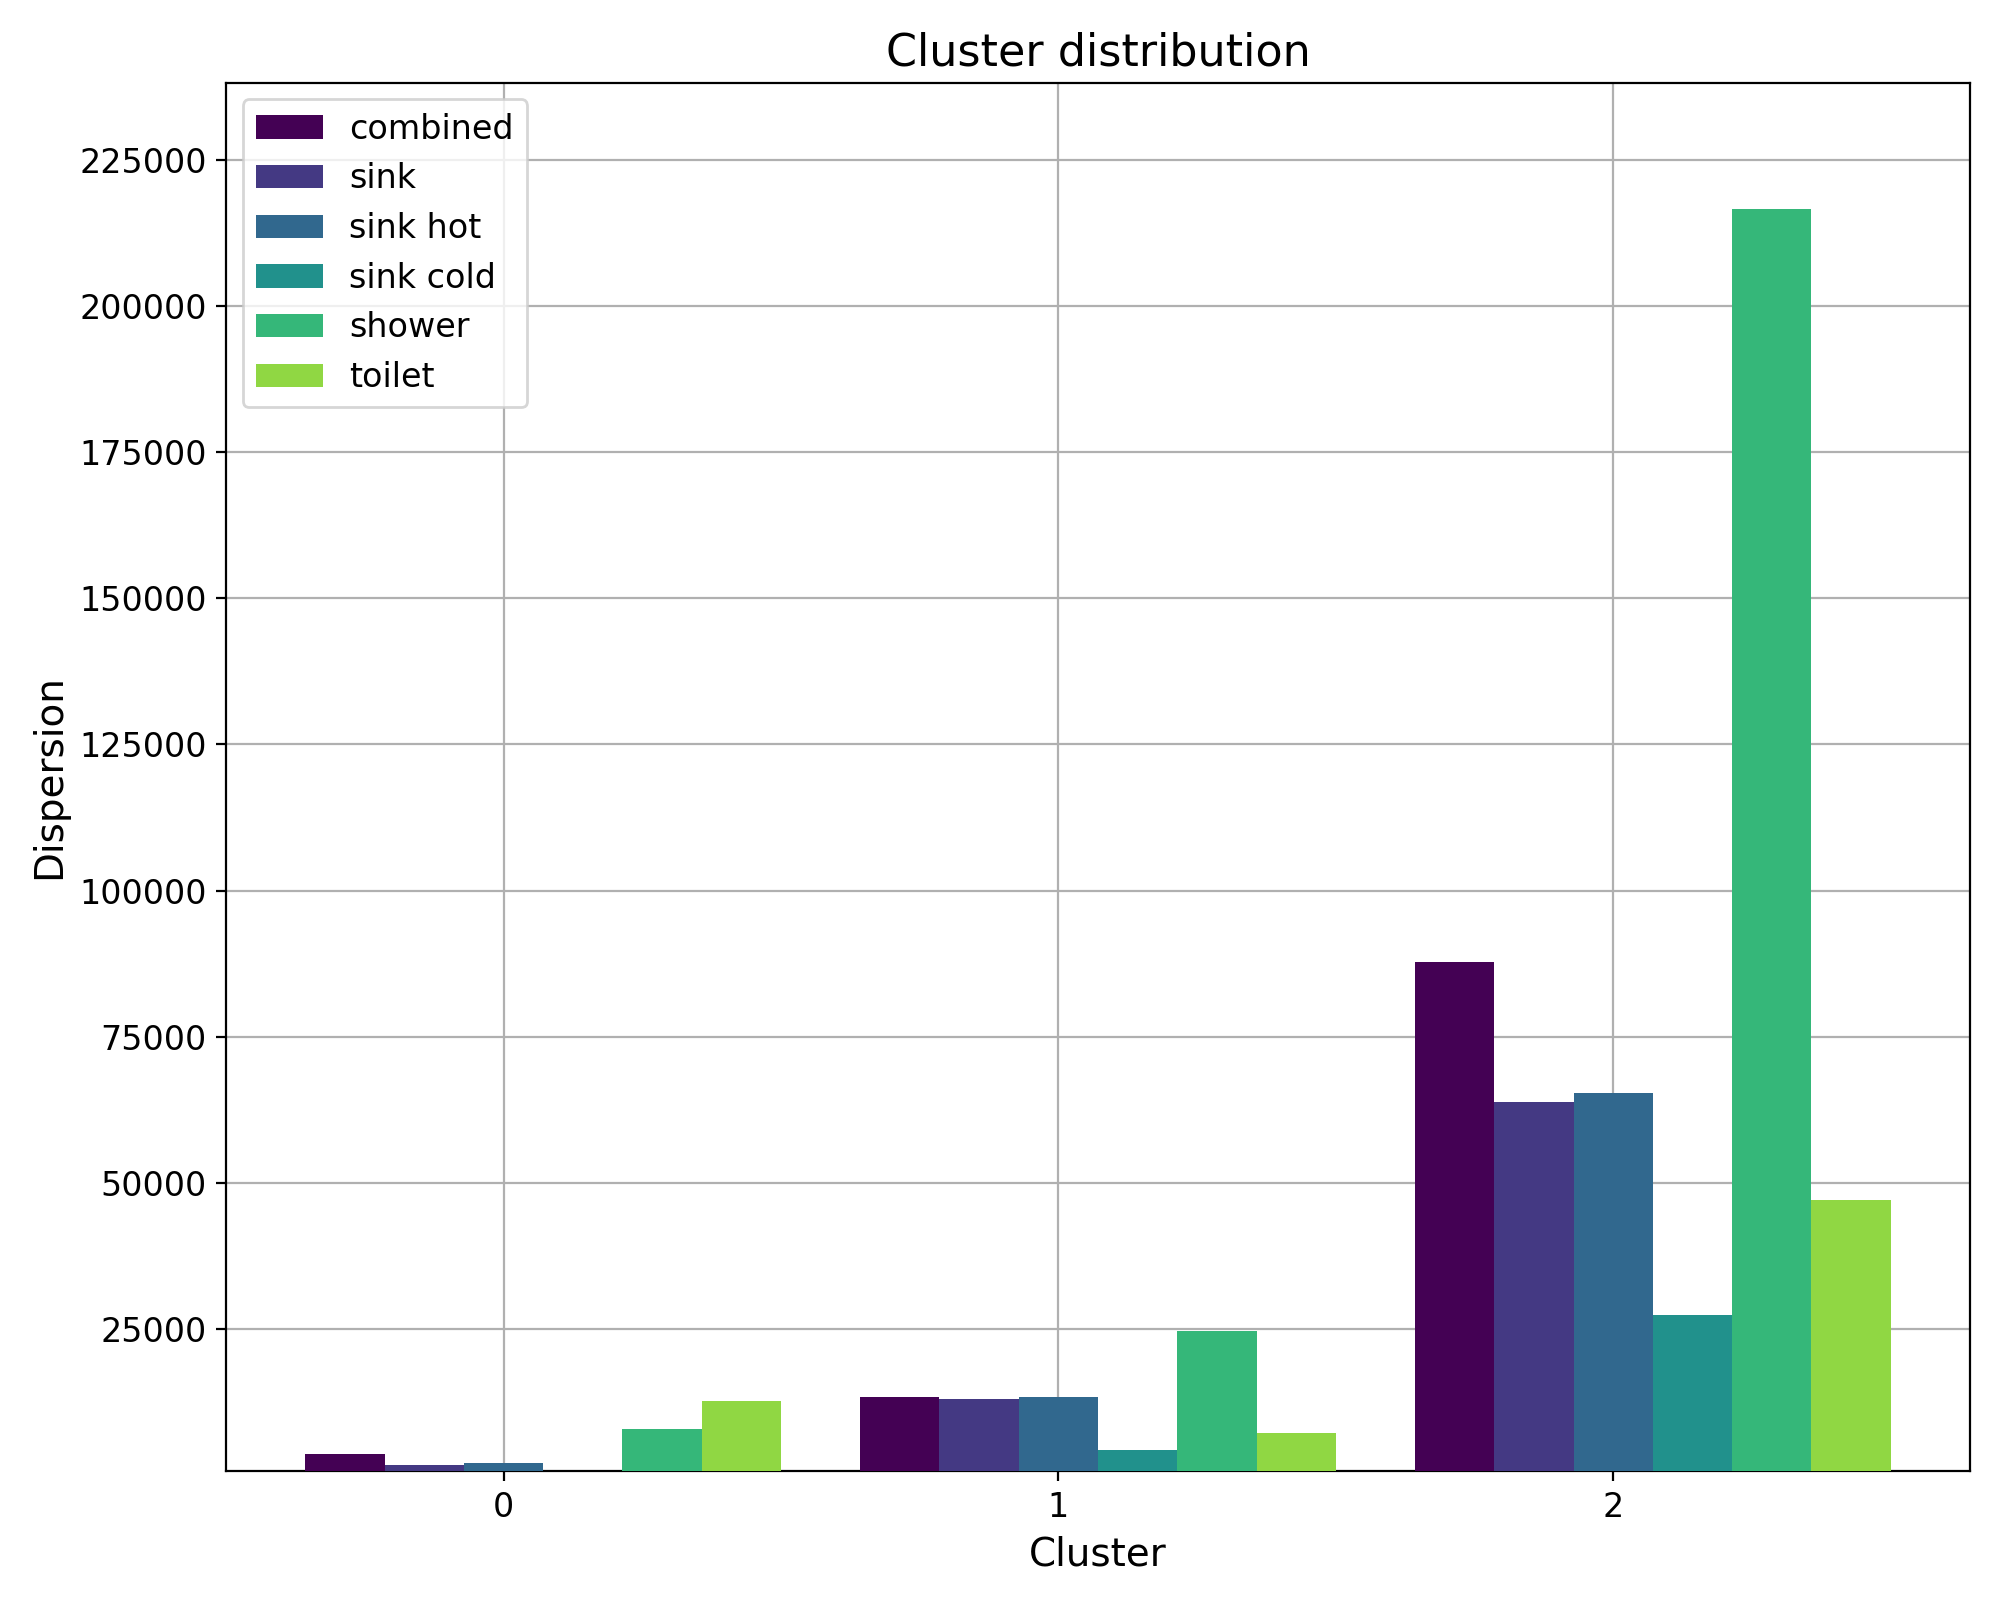 Cluster distribution
combined
sink
sink hot
sink cold
shower
toilet
225000
200000
175000
150000
125000
100000
75000
50000
25000
Dispersion
0 1 2
Cluster